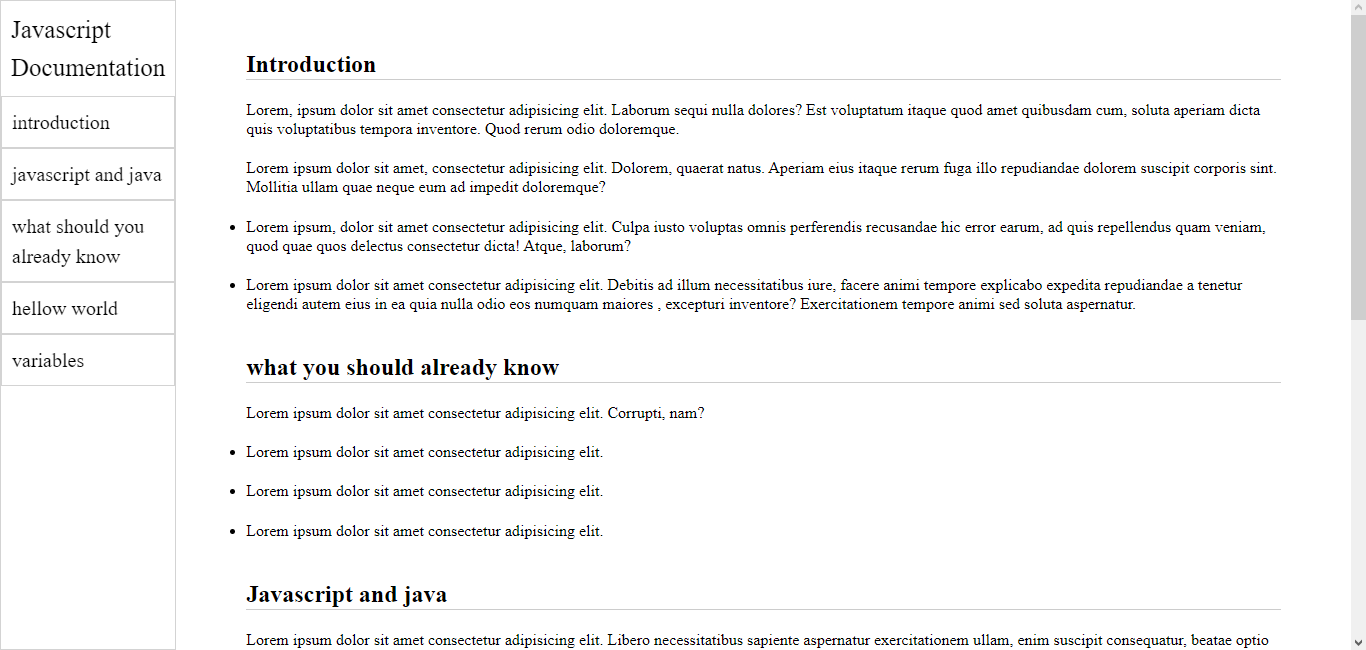 Javascript
Documentation
introduction
javascript and java
what should you
already know
hellow world
variables
Introduction
Lorem, ipsum dolor sit amet consectetur adipisicing elit. Laborum sequi nulla dolores? Est voluptatum itaque quod amet quibusdam cum, soluta aperiam dicta
quis voluptatibus tempora inventore. Quod rerum odio doloremque.
Lorem ipsum dolor sit amet, consectetur adipisicing elit. Dolorem, quaerat natus. Aperiam eius itaque rerum fuga illo repudiandae dolorem suscipit corporis sint.
Mollitia ullam quae neque eum ad impedit doloremque?
• Lorem ipsum, dolor sit amet consectetur adipisicing elit. Culpa iusto voluptas omnis perferendis recusandae hic error earum, ad quis repellendus quam veniam,
quod quae quos delectus consectetur dicta! Atque, laborum?
• Lorem ipsum dolor sit amet consectetur adipisicing elit. Debitis ad illum necessitatibus iure, facere animi tempore explicabo expedita repudiandae a tenetur
eligendi autem eius in ea quia nulla odio eos numquam maiores , excepturi inventore? Exercitationem tempore animi sed soluta aspernatur.
what you should already know
Lorem ipsum dolor sit amet consectetur adipisicing elit. Corrupti, nam?
• Lorem ipsum dolor sit amet consectetur adipisicing elit.
• Lorem ipsum dolor sit amet consectetur adipisicing elit.
• Lorem ipsum dolor sit amet consectetur adipisicing elit.
Javascript and java
Lorem ipsum dolor sit amet consectetur adipisicing elit. Libero necessitatibus sapiente aspernatur exercitationem ullam, enim suscipit consequatur, beatae optio